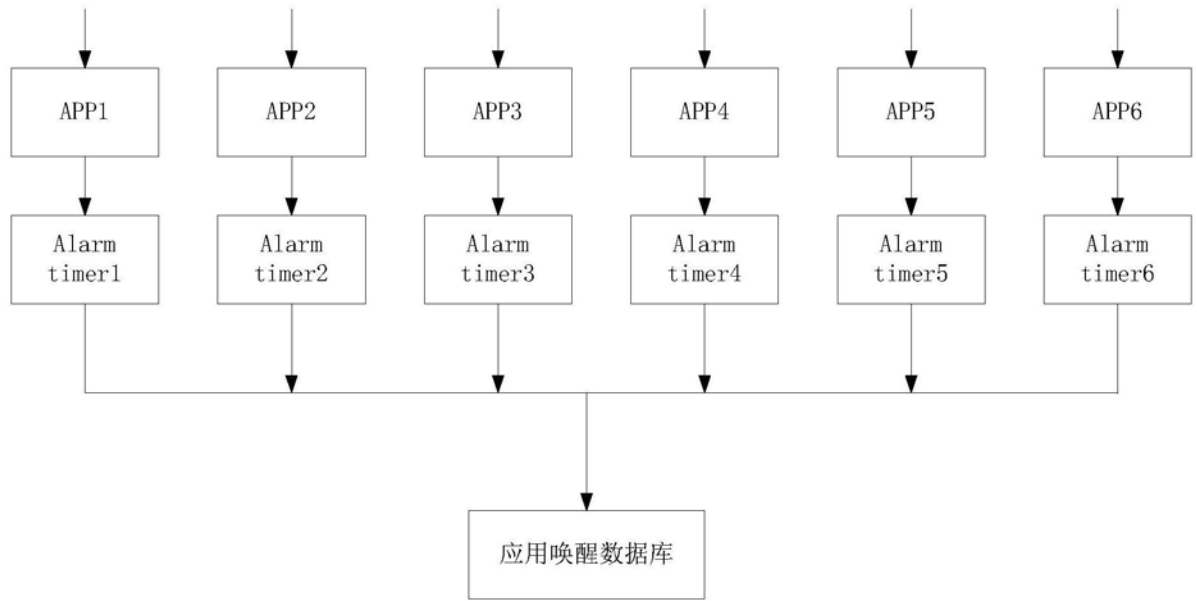 APP1
APP2
APP3
APP4
APP5
APP6
Alarm
timer1
Alarm
timer2
Alarm
timer3
Alarm
timer4
Alarm
timer5
Alarm
timer6
应用唤醒数据库